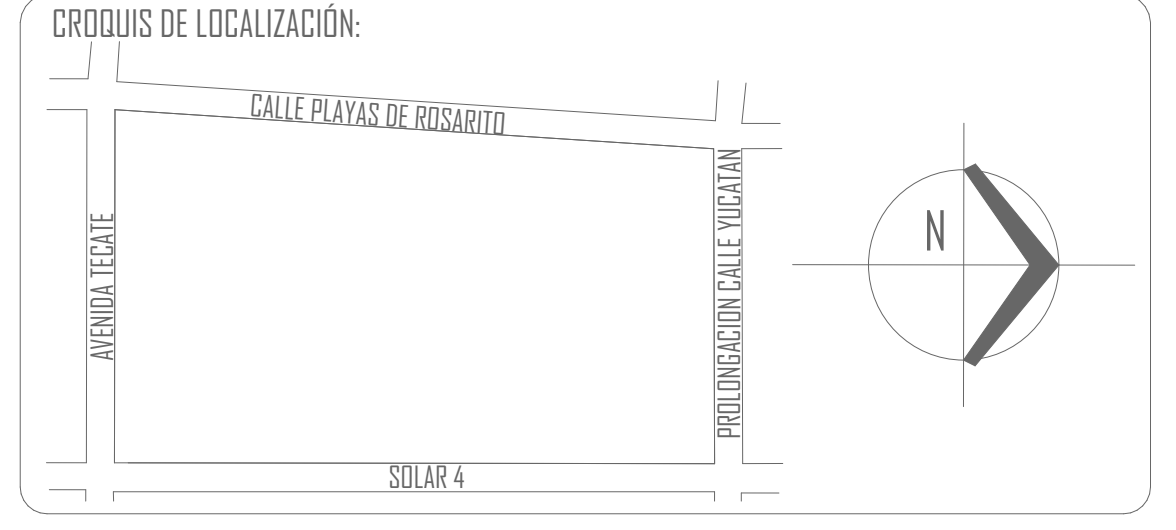 CROQUIS DE LOCALIZACIÓN:
CALLE PLAYAS DE ROSARITO
AVENIDA TECATE
PROLONGACION CALLE YUCATAN
N
SOLAR 4